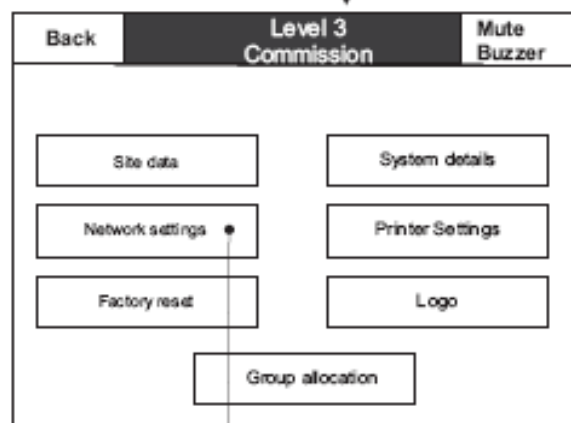 Back
Level 3
Commission
Mute
Buzzer
Site data
System details
Network settings
Printer Settings
Factory reset
Logo
Group allocation